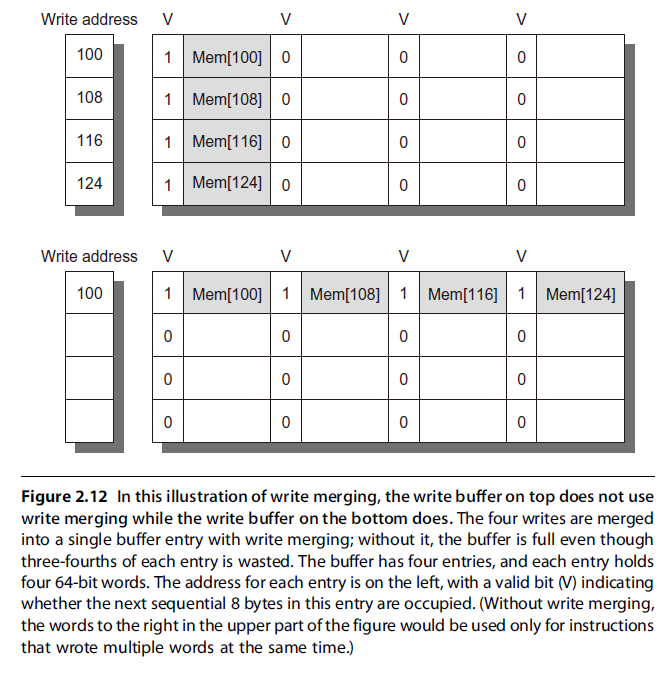 Write address V V V V
100 1 Mem[100] 0 0 0
108 1 Mem[108] 0 0 0
116 1 Mem[116] 0 0 0
124 1 Mem[124] 0 0 0
Write address V V V V
100 1 Mem[100] 1 Mem[108] 1 Mem[116] 1 Mem[124]
0 0 0 0
0 0 0 0
0 0 0 0
Figure 2.12 In this illustration of write merging, the write buffer on top does not use
write merging while the write buffer on the bottom does. The four writes are merged
into a single buffer entry with write merging; without it, the buffer is full even though
three-fourths of each entry is wasted. The buffer has four entries, and each entry holds
four 64-bit words. The address for each entry is on the left, with a valid bit (V) indicating
whether the next sequential 8 bytes in this entry are occupied. (Without write merging,
the words to the right in the upper part of the figure would be used only for instructions
that wrote multiple words at the same time.)